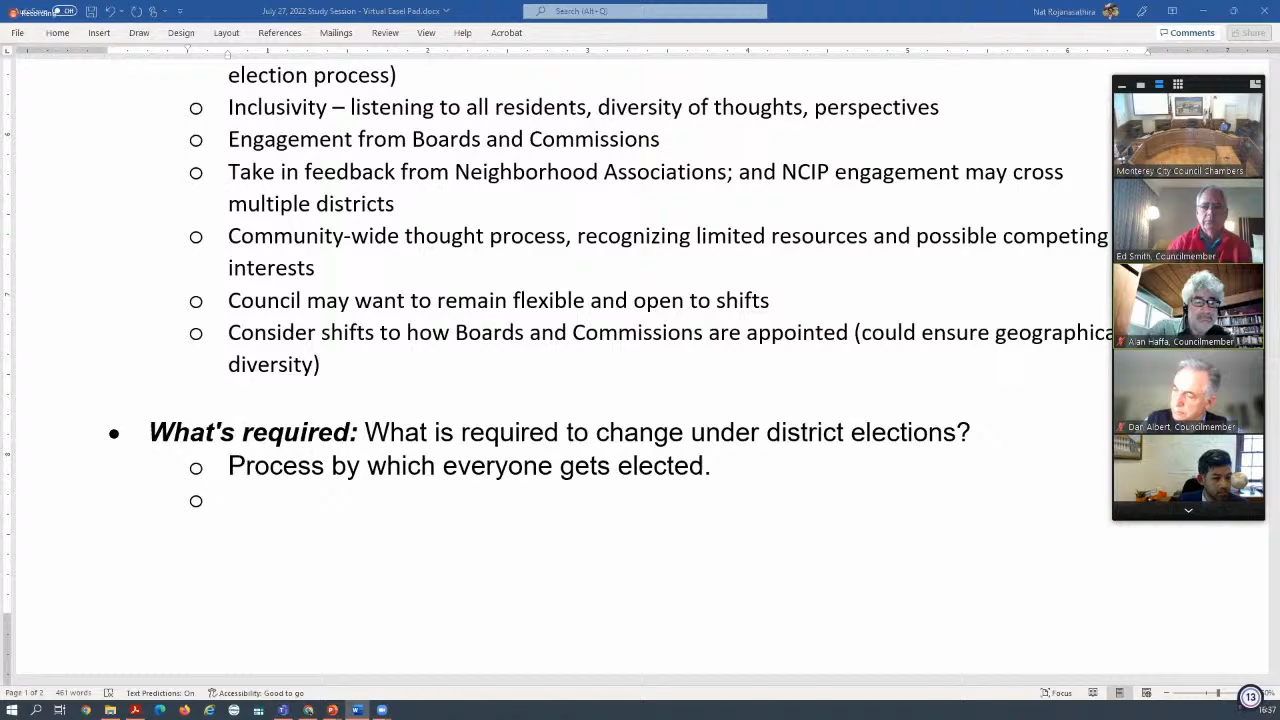 Recording
July 27, 2022 Study Session - Virtual Easel Pad.docx
Search (Alt+Q)
Nat Rojanasathira
File Home Insert Draw Design Layout References Mailings Review View Help Acrobat
Comments Share
election process)
o Inclusivity – listening to all residents, diversity of thoughts, perspectives
o Engagement from Boards and Commissions
o Take in feedback from Neighborhood Associations; and NCIP engagement may cross
multiple districts
o Community-wide thought process, recognizing limited resources and possible competing
interests
o Council may want to remain flexible and open to shifts
o Consider shifts to how Boards and Commissions are appointed (could ensure geographica
diversity)
• What's required: What is required to change under district elections?
o Process by which everyone gets elected.
o
Monterey City Council Chambers
Ed Smith, Councilmember
Alan Haffa, Councilmember
Dan Albert, Councilmember
Page 1 of 2 461 words Text Predictions: On Accessibility: Good to go
Focus
13
16:37